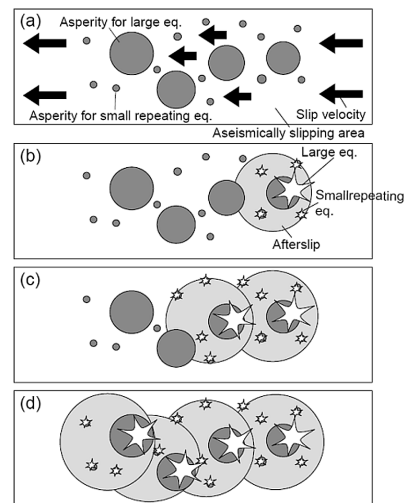 (a)
Asperity for large eq.
Asperity for small repeating eq.
Slip velocity
Aseismically slipping area
(b)
Large eq.
Smallrepeating
eq.
Afterslip
(c)
(d)